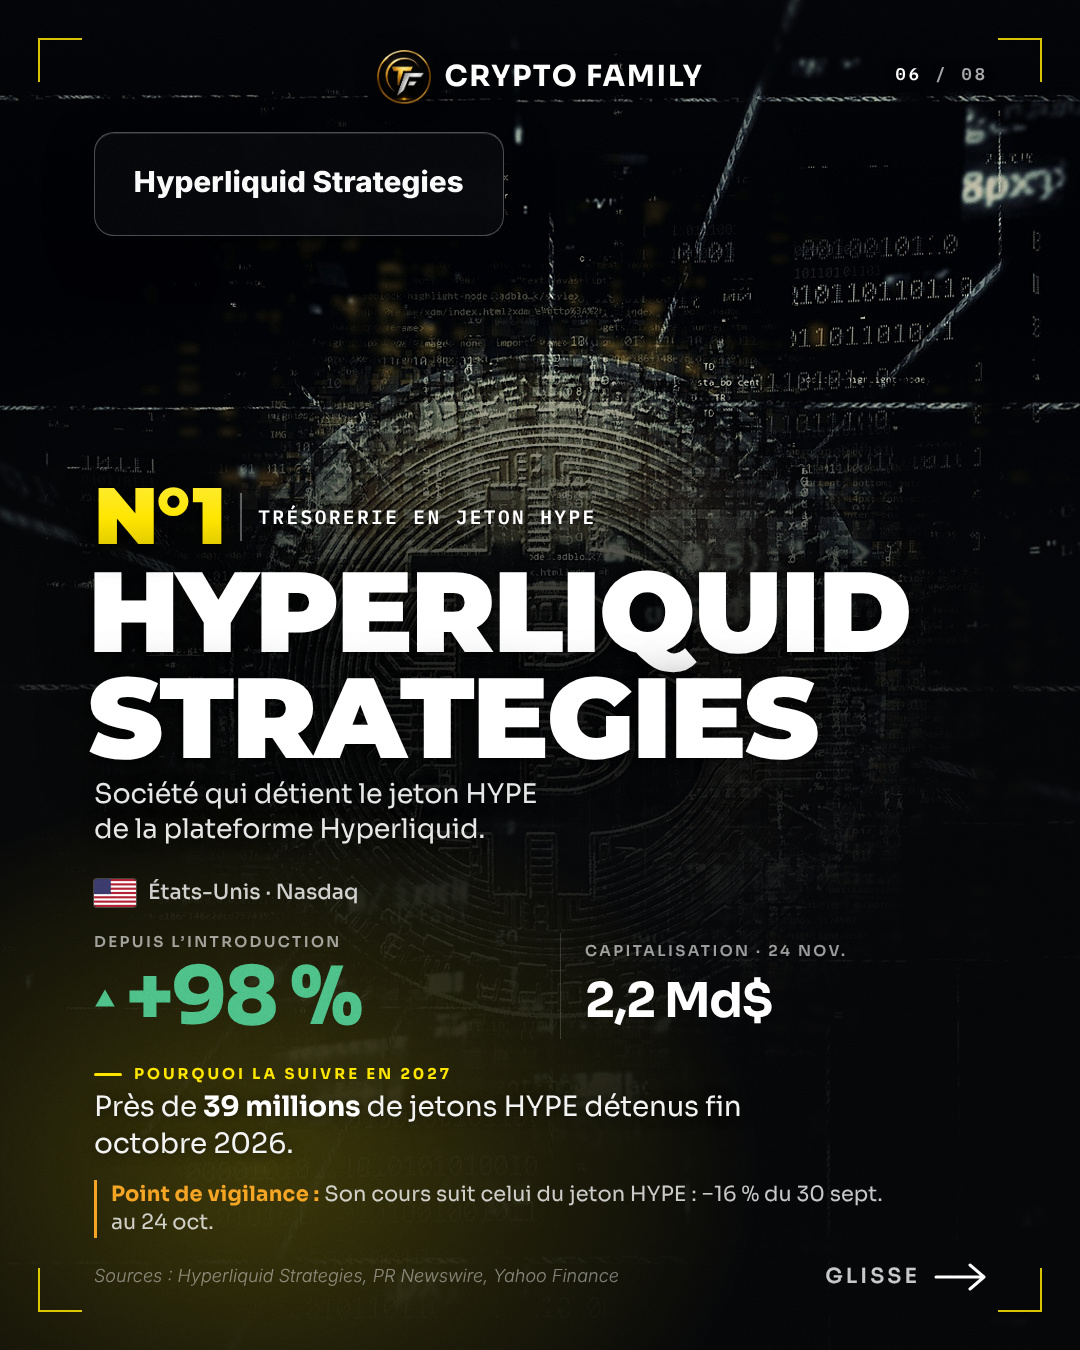 CRYPTO FAMILY
06 / 08
8px}
Hyperliquid Strategies
N°1
TRÉSORERIE EN JETON HYPE
HYPERLIQUID
STRATEGIES
Société qui détient le jeton HYPE
de la plateforme Hyperliquid.
États-Unis · Nasdaq
DEPUIS L'INTRODUCTION
+98 %
CAPITALISATION · 24 NOV.
2,2 Md$
POURQUOI LA SUIVRE EN 2027
Près de 39 millions de jetons HYPE détenus fin
octobre 2026.
Point de vigilance : Son cours suit celui du jeton HYPE : −16 % du 30 sept.
au 24 oct.
Sources : Hyperliquid Strategies, PR Newswire, Yahoo Finance
GLISSE